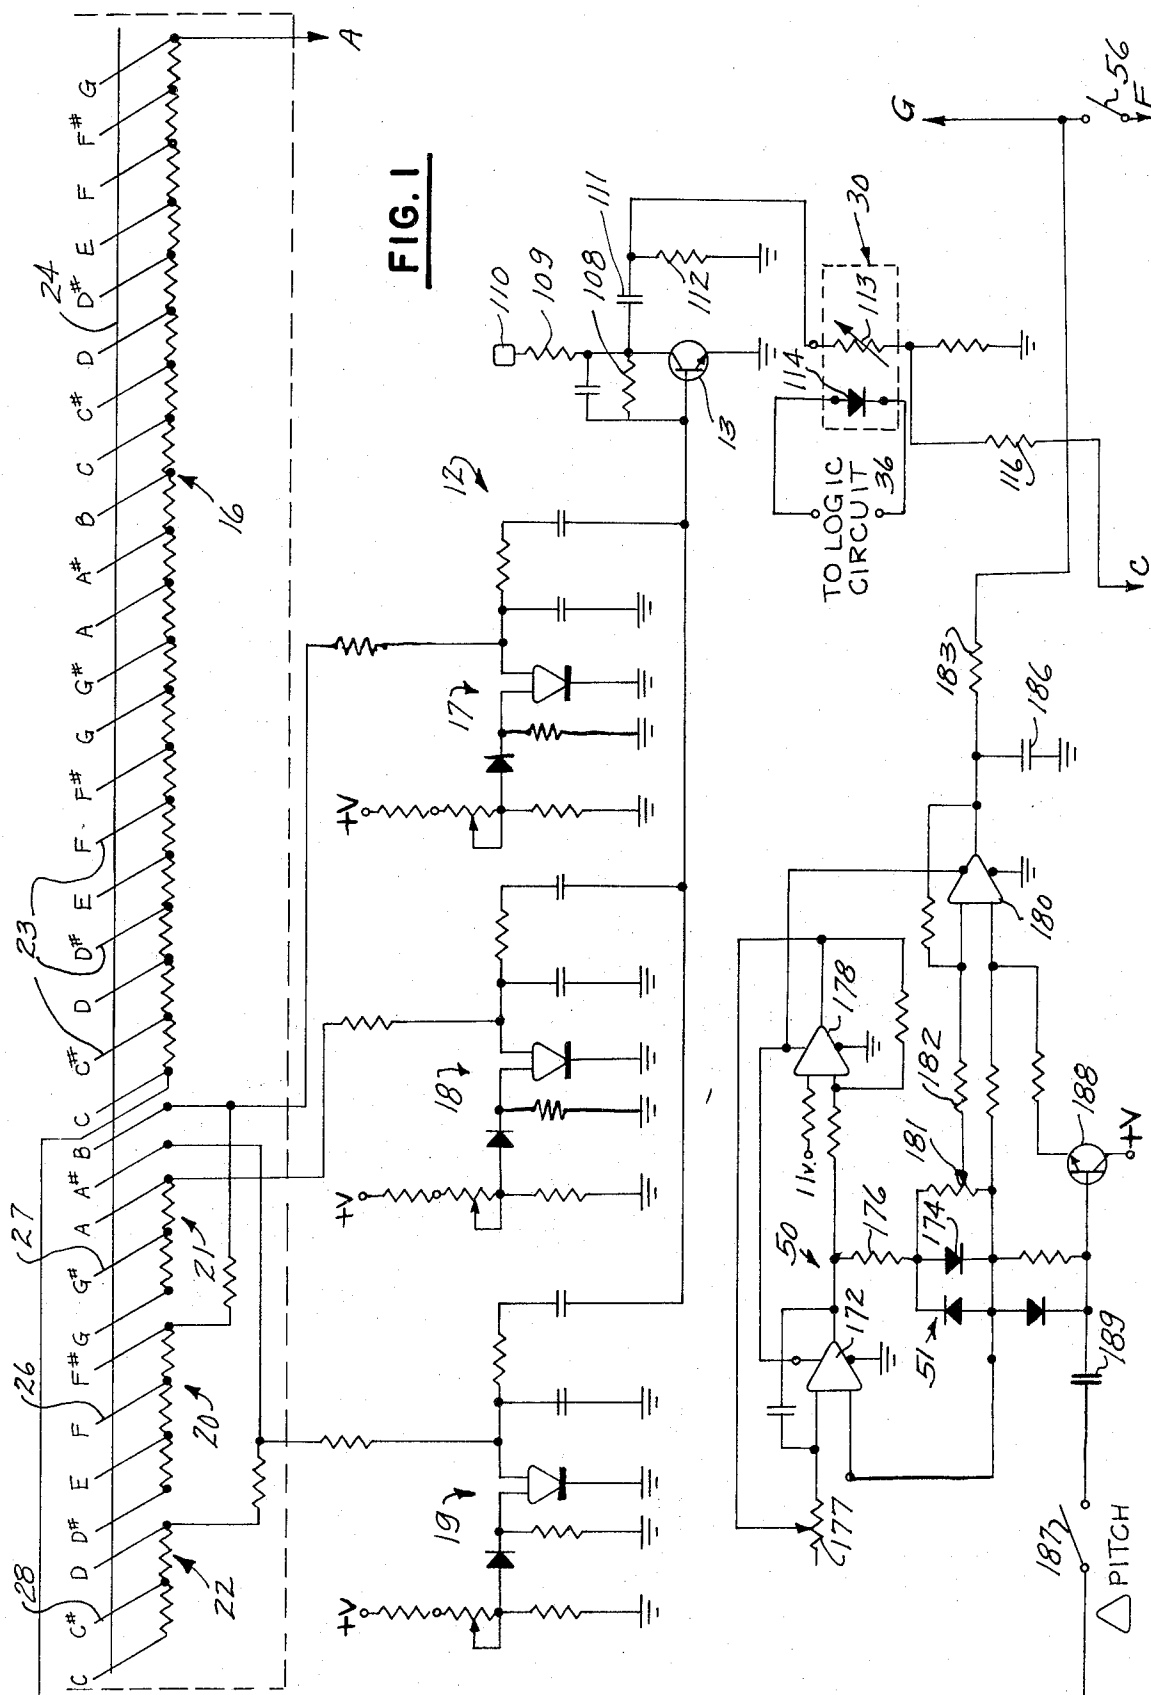 28
26
27
23
24
C C# D D# E F F# G G# A A# B C C# D D# E F F# G G# A A# B C C# D D# E F F# G
22
20
21
16
A
+V
+V
+V
19
18
17
12
FIG. 1
110
109
108
111
112
13
114
113
30
TO LOGIC
CIRCUIT
36
116
C
177
172
50
11v.
178
176
51
174
181
182
180
183
186
G
56
F
189
188
+V
187
△ PITCH